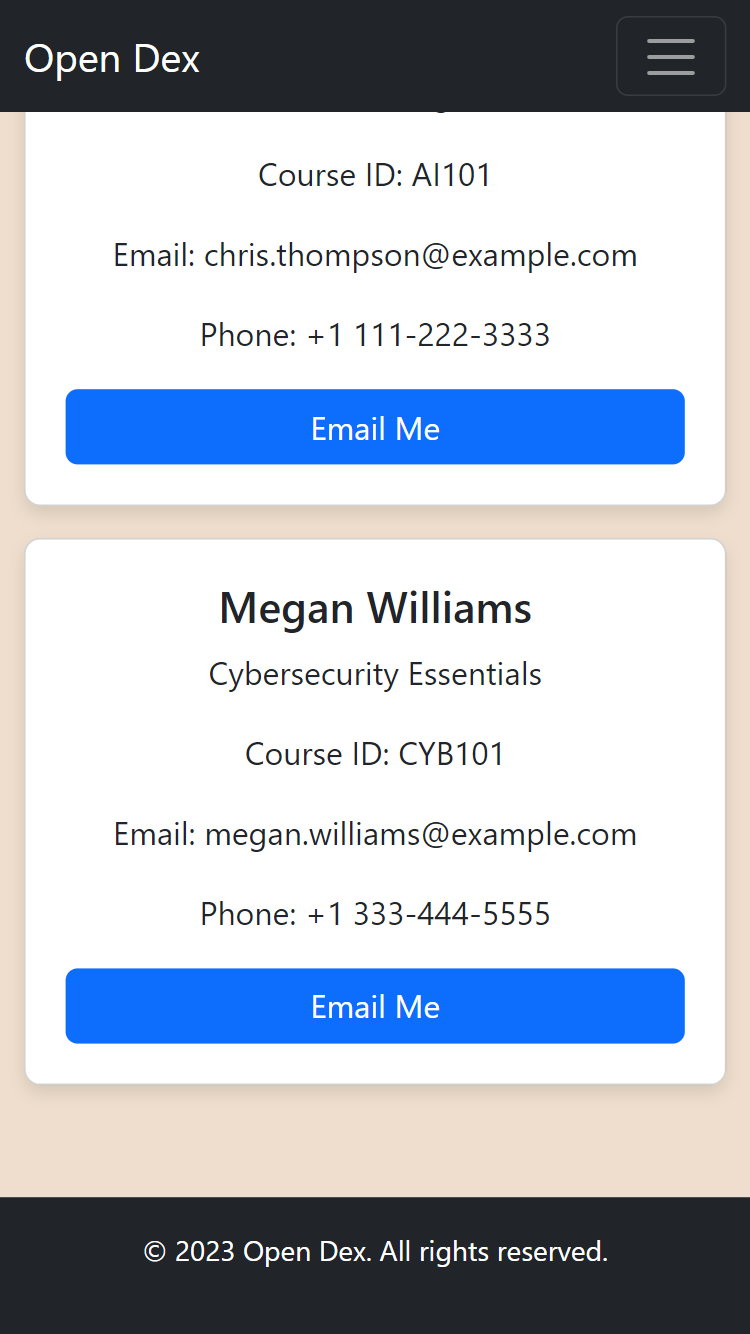 Open Dex
Course ID: AI101
Email: chris.thompson@example.com
Phone: +1 111-222-3333
Email Me
Megan Williams
Cybersecurity Essentials
Course ID: CYB101
Email: megan.williams@example.com
Phone: +1 333-444-5555
Email Me
© 2023 Open Dex. All rights reserved.